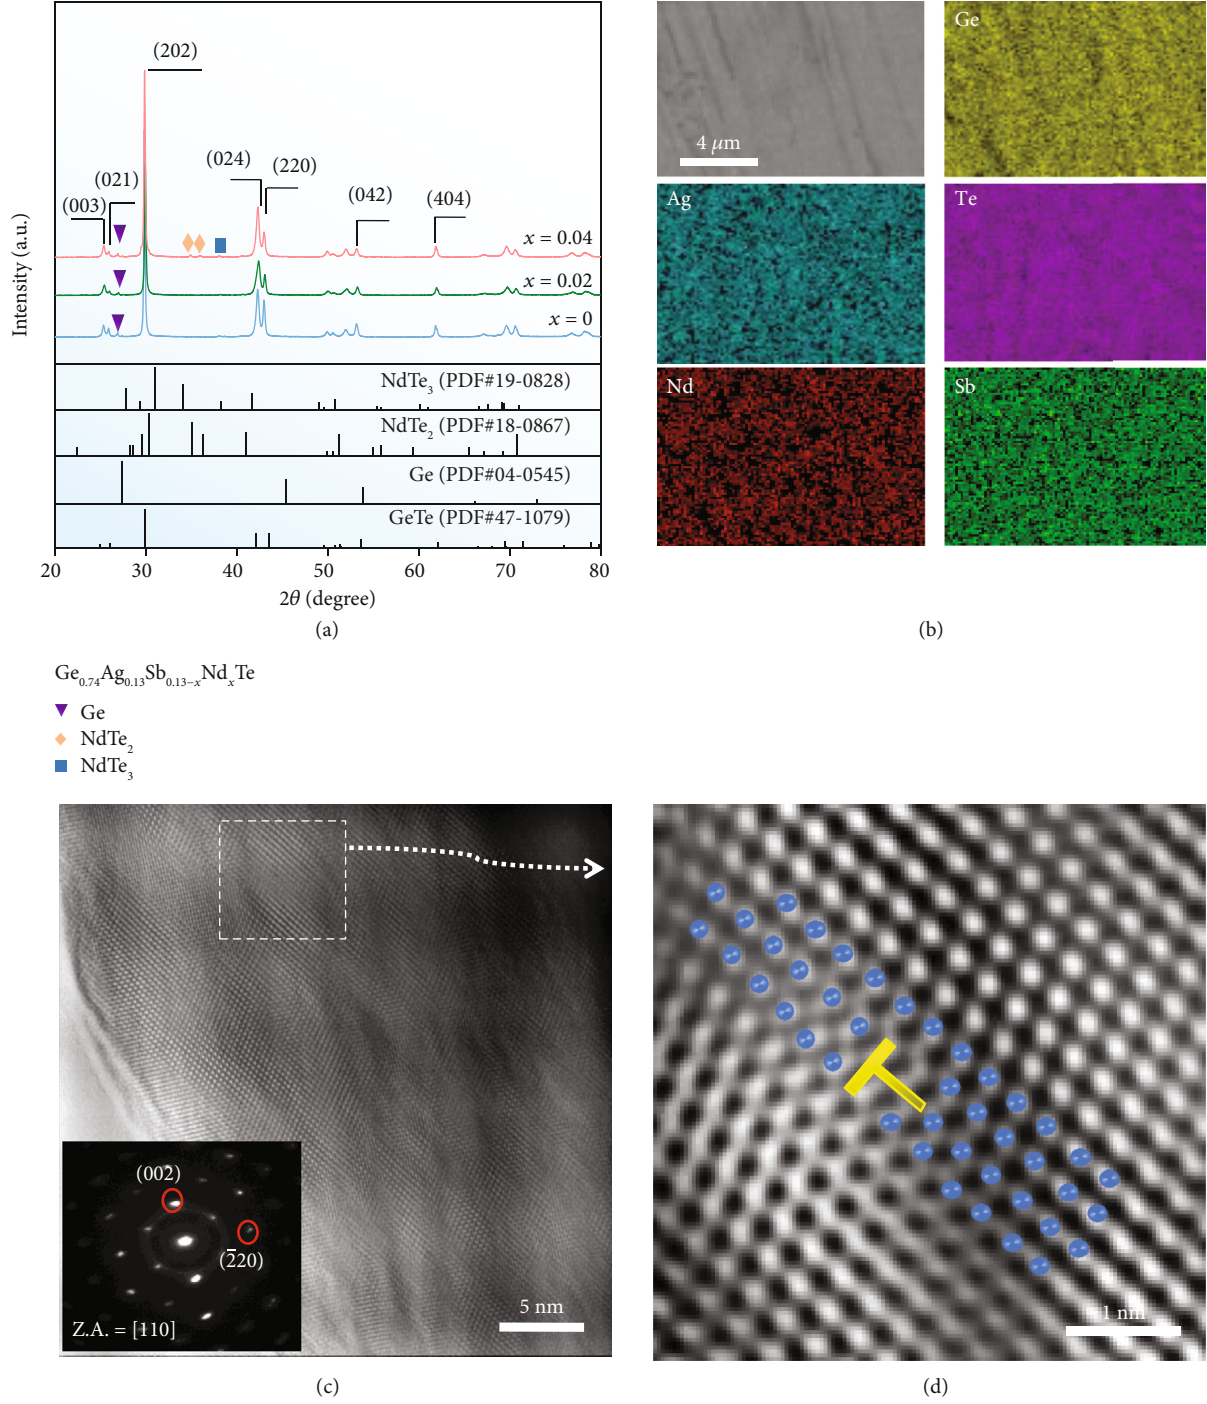 (202)
(024)
(220)
(021)
(003)
(042)
(404)
x = 0.04
x = 0.02
x = 0
Intensity (a.u.)
NdTe₃ (PDF#19-0828)
NdTe₂ (PDF#18-0867)
Ge (PDF#04-0545)
GeTe (PDF#47-1079)
20 30 40 50 60 70 80
2θ (degree)
(a)
4 μm
Ge
Ag
Te
Nd
Sb
(b)
Ge₀.₇₄Ag₀.₁₃Sb₀.₁₃₋ₓNdₓTe
Ge
NdTe₂
NdTe₃
(002)
(2̅20)
Z.A. = [110]
5 nm
(c)
1 nm
(d)